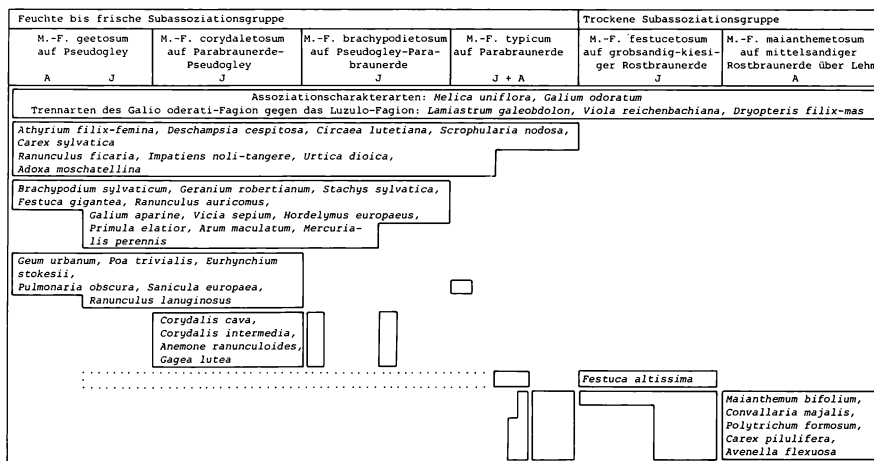 Feuchte bis frische Subassoziationsgruppe
Trockene Subassoziationsgruppe
M.-F. geetosum
auf Pseudogley
A J
M.-F. corydaletosum
auf Parabraunerde-
Pseudogley
J
M.-F. brachypodietosum
auf Pseudogley-Para-
braunerde
J
M.-F. typicum
auf Parabraunerde
J + A
M.-F. festucetosum
auf grobsandig-kiesi-
ger Rostbraunerde
J
M.-F. maianthemetosum
auf mittelsandiger
Rostbraunerde über Lehm
A
Assoziationscharakterarten: Melica uniflora, Galium odoratum
Trennarten des Galio oderati-Fagion gegen das Luzulo-Fagion: Lamiastrum galeobdolon, Viola reichenbachiana, Dryopteris filix-mas
Athyrium filix-femina, Deschampsia cespitosa, Circaea lutetiana, Scrophularia nodosa,
Carex sylvatica
Ranunculus ficaria, Impatiens noli-tangere, Urtica dioica,
Adoxa moschatellina
Brachypodium sylvaticum, Geranium robertianum, Stachys sylvatica,
Festuca gigantea, Ranunculus auricomus,
Galium aparine, Vicia sepium, Hordelymus europaeus,
Primula elatior, Arum maculatum, Mercuria-
lis perennis
Geum urbanum, Poa trivialis, Eurhynchium
stokesii,
Pulmonaria obscura, Sanicula europaea,
Ranunculus lanuginosus
Corydalis cava,
Corydalis intermedia,
Anemone ranunculoides,
Gagea lutea
Festuca altissima
Maianthemum bifolium,
Convallaria majalis,
Polytrichum formosum,
Carex pilulifera,
Avenella flexuosa